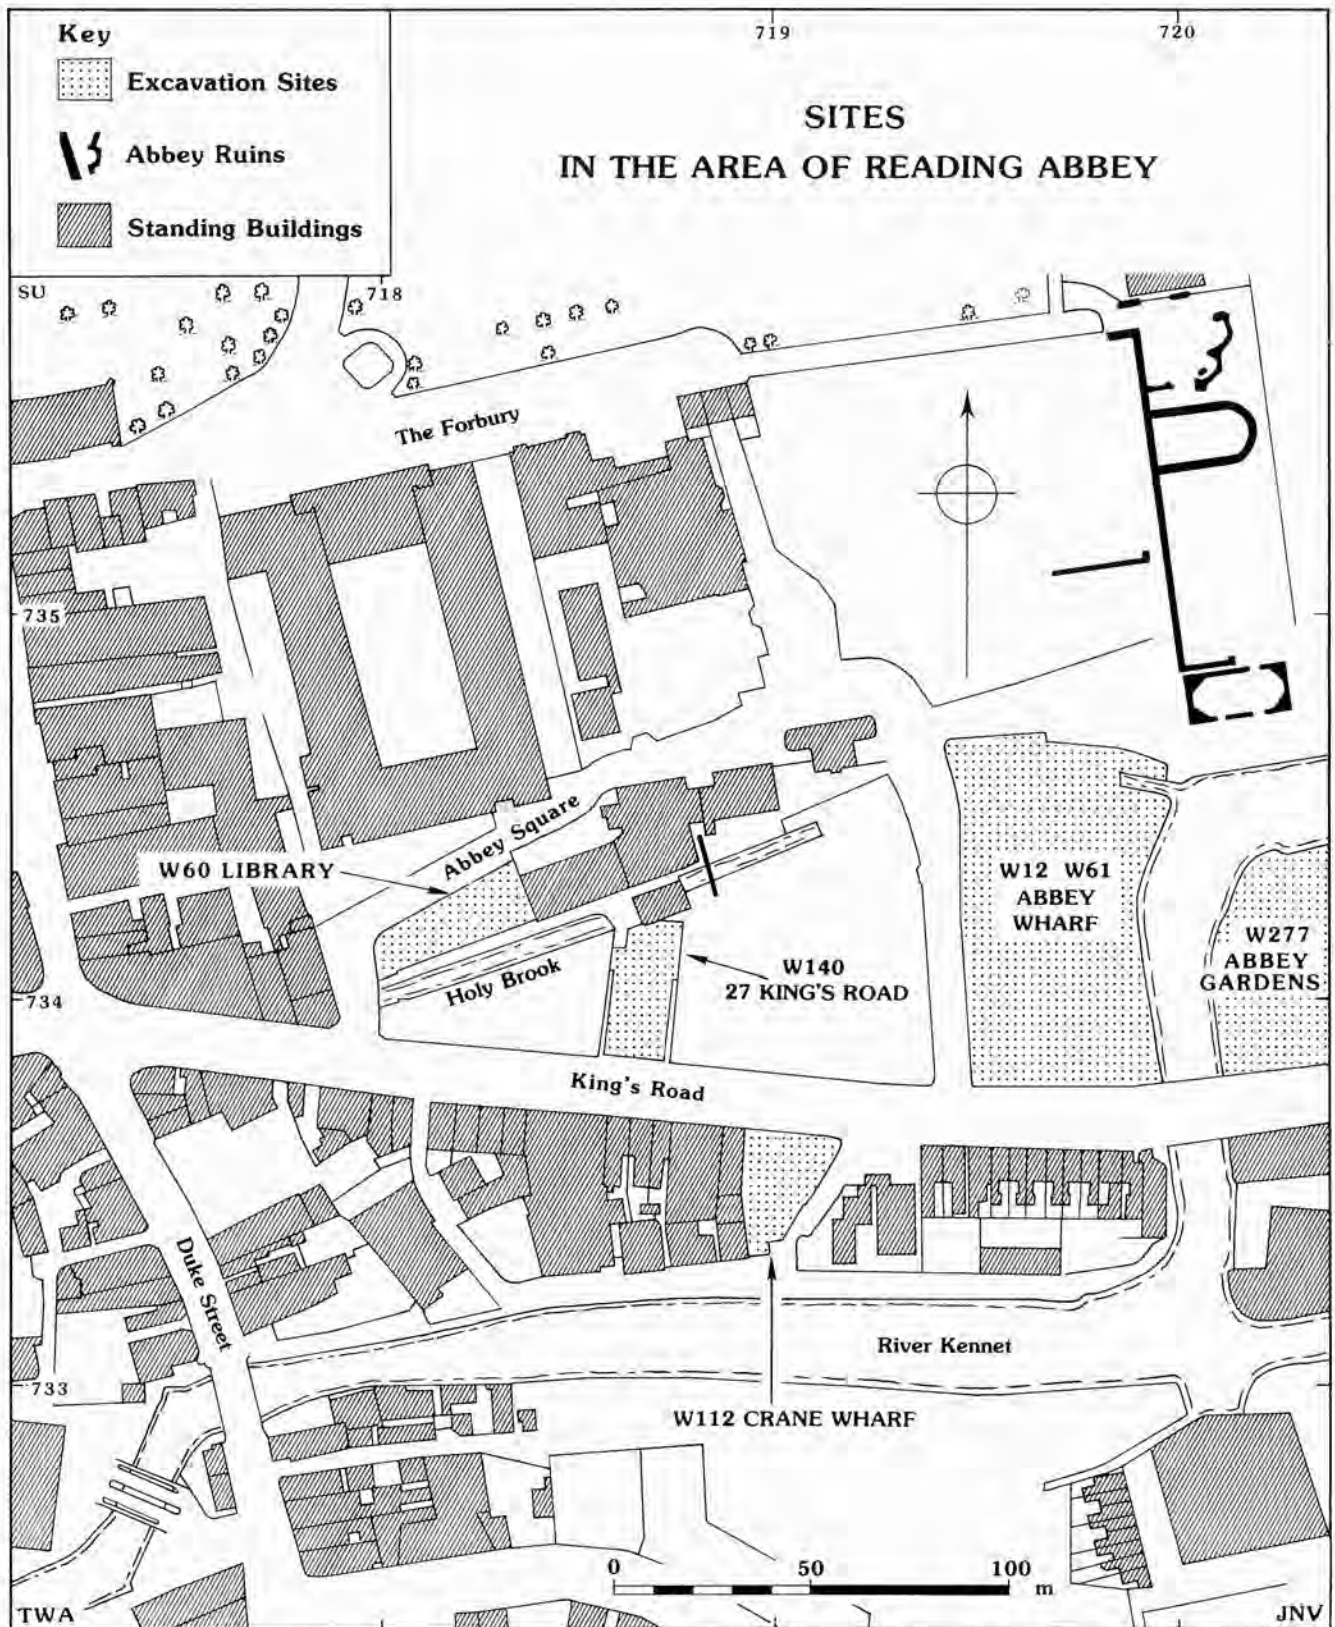 Key
Excavation Sites
Abbey Ruins
Standing Buildings
719
720
SITES
IN THE AREA OF READING ABBEY
SU
718
The Forbury
735
Abbey Square
W60 LIBRARY
W12 W61
ABBEY
WHARF
W277
ABBEY
GARDENS
Holy Brook
W140
27 KING'S ROAD
734
King's Road
Duke Street
River Kennet
733
W112 CRANE WHARF
0 50 100
m
TWA
JNV